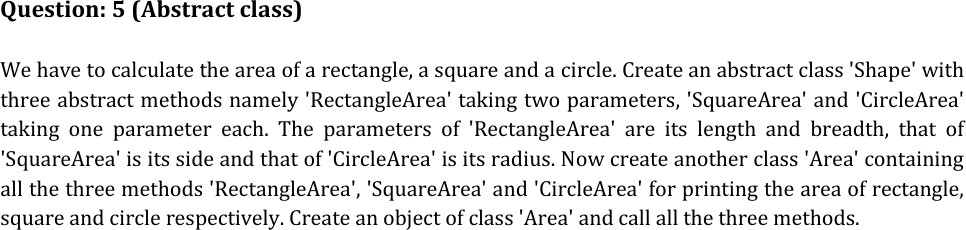 Question: 5 (Abstract class)
We have to calculate the area of a rectangle, a square and a circle. Create an abstract class 'Shape' with
three abstract methods namely 'RectangleArea' taking two parameters, 'SquareArea' and 'CircleArea'
taking one parameter each. The parameters of 'RectangleArea' are its length and breadth, that of
'SquareArea' is its side and that of 'CircleArea' is its radius. Now create another class 'Area' containing
all the three methods 'RectangleArea', 'SquareArea' and 'CircleArea' for printing the area of rectangle,
square and circle respectively. Create an object of class 'Area' and call all the three methods.